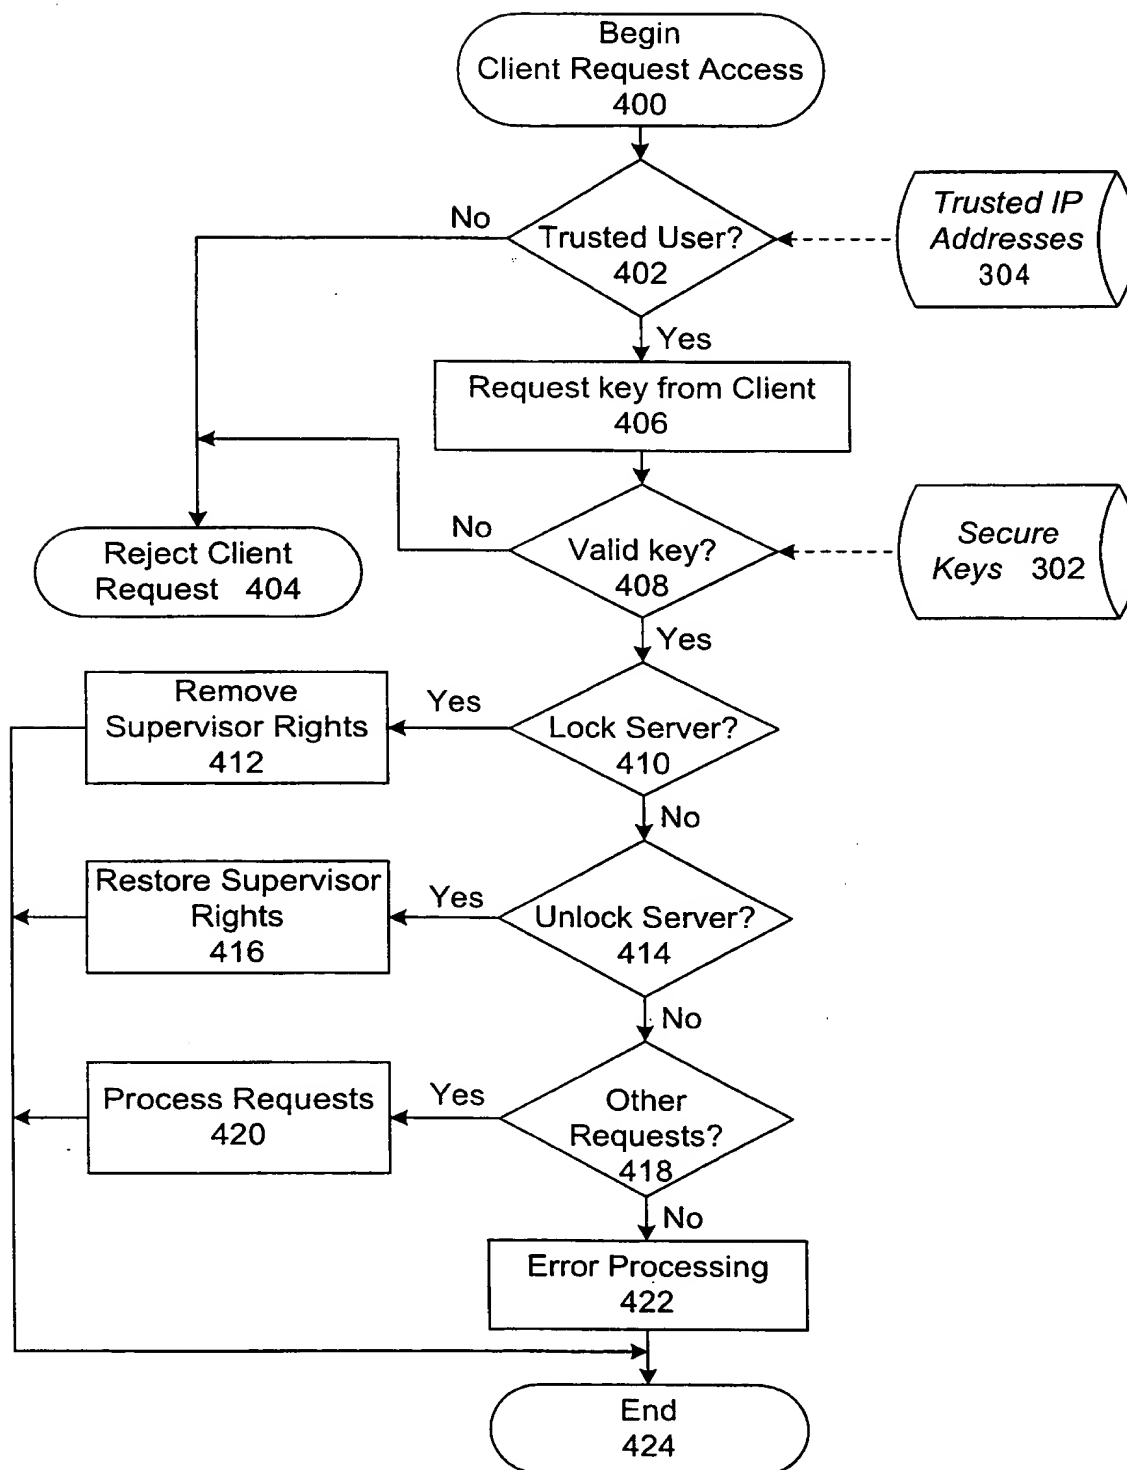 Begin
Client Request Access
400
No
Trusted User?
402
Trusted IP
Addresses
304
Yes
Request key from Client
406
No
Valid key?
408
Secure
Keys 302
Reject Client
Request 404
Yes
Remove
Supervisor Rights
412
Yes
Lock Server?
410
No
Restore Supervisor
Rights
416
Yes
Unlock Server?
414
No
Process Requests
420
Yes
Other
Requests?
418
No
Error Processing
422
End
424